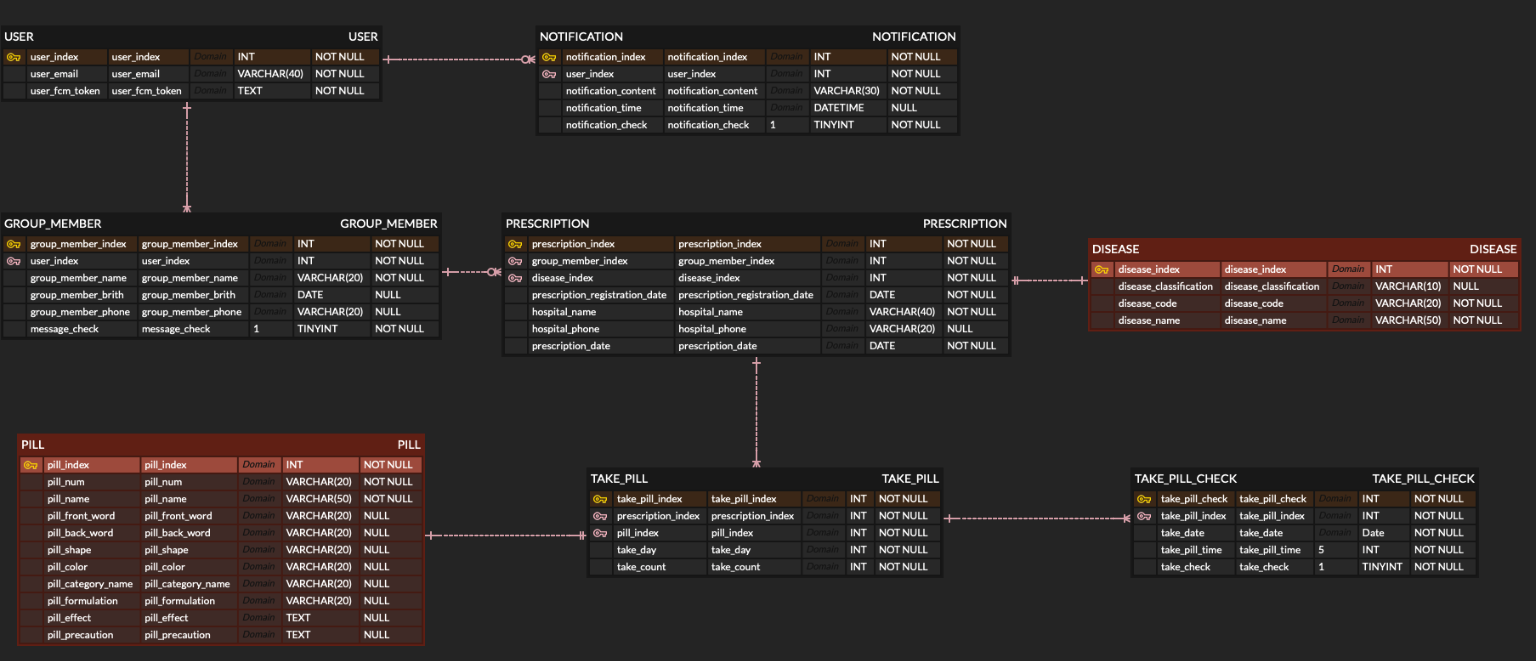 USER USER
user_index user_index Domain INT NOT NULL
user_email user_email Domain VARCHAR(40) NOT NULL
user_fcm_token user_fcm_token Domain TEXT NOT NULL
NOTIFICATION NOTIFICATION
notification_index notification_index Domain INT NOT NULL
user_index user_index Domain INT NOT NULL
notification_content notification_content Domain VARCHAR(30) NOT NULL
notification_time notification_time Domain DATETIME NULL
notification_check notification_check 1 TINYINT NOT NULL
GROUP_MEMBER GROUP_MEMBER
group_member_index group_member_index Domain INT NOT NULL
user_index user_index Domain INT NOT NULL
group_member_name group_member_name Domain VARCHAR(20) NOT NULL
group_member_brith group_member_brith Domain DATE NULL
group_member_phone group_member_phone Domain VARCHAR(20) NULL
message_check message_check 1 TINYINT NOT NULL
PRESCRIPTION PRESCRIPTION
prescription_index prescription_index Domain INT NOT NULL
group_member_index group_member_index Domain INT NOT NULL
disease_index disease_index Domain INT NOT NULL
prescription_registration_date prescription_registration_date Domain DATE NOT NULL
hospital_name hospital_name Domain VARCHAR(40) NOT NULL
hospital_phone hospital_phone Domain VARCHAR(20) NULL
prescription_date prescription_date Domain DATE NOT NULL
DISEASE DISEASE
disease_index disease_index Domain INT NOT NULL
disease_classification disease_classification Domain VARCHAR(10) NULL
disease_code disease_code Domain VARCHAR(20) NOT NULL
disease_name disease_name Domain VARCHAR(50) NOT NULL
PILL PILL
pill_index pill_index Domain INT NOT NULL
pill_num pill_num Domain VARCHAR(20) NOT NULL
pill_name pill_name Domain VARCHAR(50) NOT NULL
pill_front_word pill_front_word Domain VARCHAR(20) NULL
pill_back_word pill_back_word Domain VARCHAR(20) NULL
pill_shape pill_shape Domain VARCHAR(20) NULL
pill_color pill_color Domain VARCHAR(20) NULL
pill_category_name pill_category_name Domain VARCHAR(20) NULL
pill_formulation pill_formulation Domain VARCHAR(20) NULL
pill_effect pill_effect Domain TEXT NULL
pill_precaution pill_precaution Domain TEXT NULL
TAKE_PILL TAKE_PILL
take_pill_index take_pill_index Domain INT NOT NULL
prescription_index prescription_index Domain INT NOT NULL
pill_index pill_index Domain INT NOT NULL
take_day take_day Domain INT NOT NULL
take_count take_count Domain INT NOT NULL
TAKE_PILL_CHECK TAKE_PILL_CHECK
take_pill_check take_pill_check Domain INT NOT NULL
take_pill_index take_pill_index Domain INT NOT NULL
take_date take_date Domain Date NOT NULL
take_pill_time take_pill_time 5 INT NOT NULL
take_check take_check 1 TINYINT NOT NULL